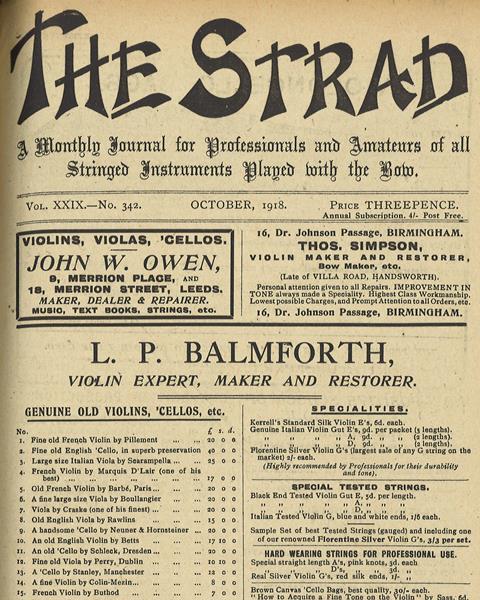 THE STRAD
A Monthly Journal for Professionals and Amateurs of all
Stringed Instruments Played with the Bow.
VOL. XXIX.—No. 342. OCTOBER, 1918. PRICE THREEPENCE.
Annual Subscription, 4/- Post Free.
VIOLINS, VIOLAS, 'CELLOS.
JOHN W. OWEN,
9, MERRION PLACE, AND
18, MERRION STREET, LEEDS.
MAKER, DEALER & REPAIRER.
MUSIC, TEXT BOOKS, STRINGS, etc.
16, Dr. Johnson Passage, BIRMINGHAM.
THOS. SIMPSON,
VIOLIN MAKER AND RESTORER,
Bow Maker, etc.
(Late of VILLA ROAD, HANDSWORTH).
Personal attention given to all Repairs. IMPROVEMENT IN
TONE always made a Speciality. Highest Class Workmanship.
Lowest possible Charges, and Prompt Attention to all Orders, etc.
16, Dr. Johnson Passage, BIRMINGHAM.
L. P. BALMFORTH,
VIOLIN EXPERT, MAKER AND RESTORER.
GENUINE OLD VIOLINS, 'CELLOS, etc.
No. £ s. d.
1. Fine old French Violin by Pillement ... ... 20 0 0
2. Fine old English 'Cello, in superb preservation 40 0 0
3. Large size Italian Viola by Scarampella ... ... 25 0 0
4. French Violin by Marquis D'Lair (one of his
best) ... ... ... ... ... 17 0 0
5. Old French Violin by Barbé, Paris ... ... 20 0 0
6. A fine large size Viola by Boullangier ... ... 20 0 0
7. Viola by Craske (one of his finest) ... ... 20 0 0
8. Old English Viola by Rawlins ... ... 15 0 0
9. A handsome 'Cello by Neuner & Hornsteiner ... 20 0 0
10. An old English Violin by Betts ... ... 17 10 0
11. An old 'Cello by Schleck, Dresden ... ... 20 0 0
12. Fine old Viola by Perry, Dublin ... ... 10 10 0
13. A 'Cello by Stanley, Manchester ... ... 12 0 0
14. A fine Violin by Colin-Mezin ... ... 8 0 0
15. French Violin by Buthod ... ... 7 0 0
SPECIALITIES.
Kerrell's Standard Silk Violin E's, 6d. each.
Genuine Italian Violin Gut E's, 9d. per packet (3 lengths).
,, ,, ,, A, 9d. ,, ,, (2 lengths).
,, ,, ,, D, 9d. ,, ,, (2 lengths).
Florentine Silver Violin G's (largest sale of any G string on the
market) 2/- each.
(Highly recommended by Professionals for their durability
and tone).
SPECIAL TESTED STRINGS.
Black End Tested Violin Gut E, 5d. per length.
,, ,, ,, ,, A, ,, ,,
,, ,, ,, ,, D, ,, ,,
Italian Tested Violin G, blue and white ends, 1/6 each.
Sample Set of best Tested Strings (gauged) and including one
of our renowned Florentine Silver Violin G's, 3/3 per set.
HARD WEARING STRINGS FOR PROFESSIONAL USE.
Special straight length A's, pink knots, 3d. each
,, ,, D's, ,, 3d. ,,
Real Silver Violin G's, red silk ends, 1/- ,,
Brown Canvas 'Cello Bags, best quality, 30/- each.
"How to Acquire a Fine Tone on the Violin" by Sass, 6d.